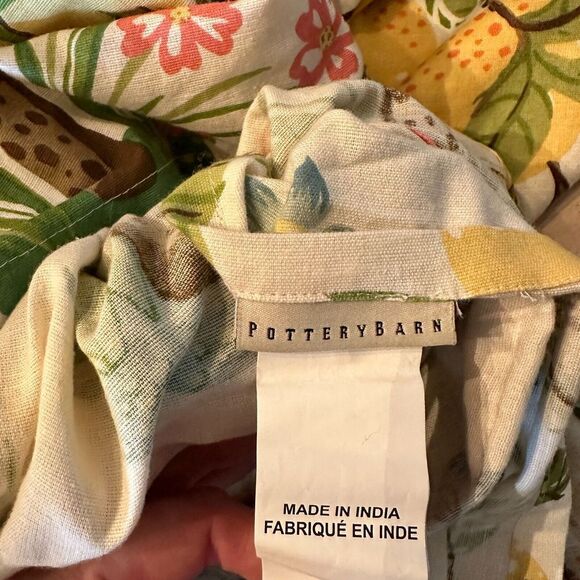 POTTERYBARN
MADE IN INDIA
FABRIQUÉ EN INDE